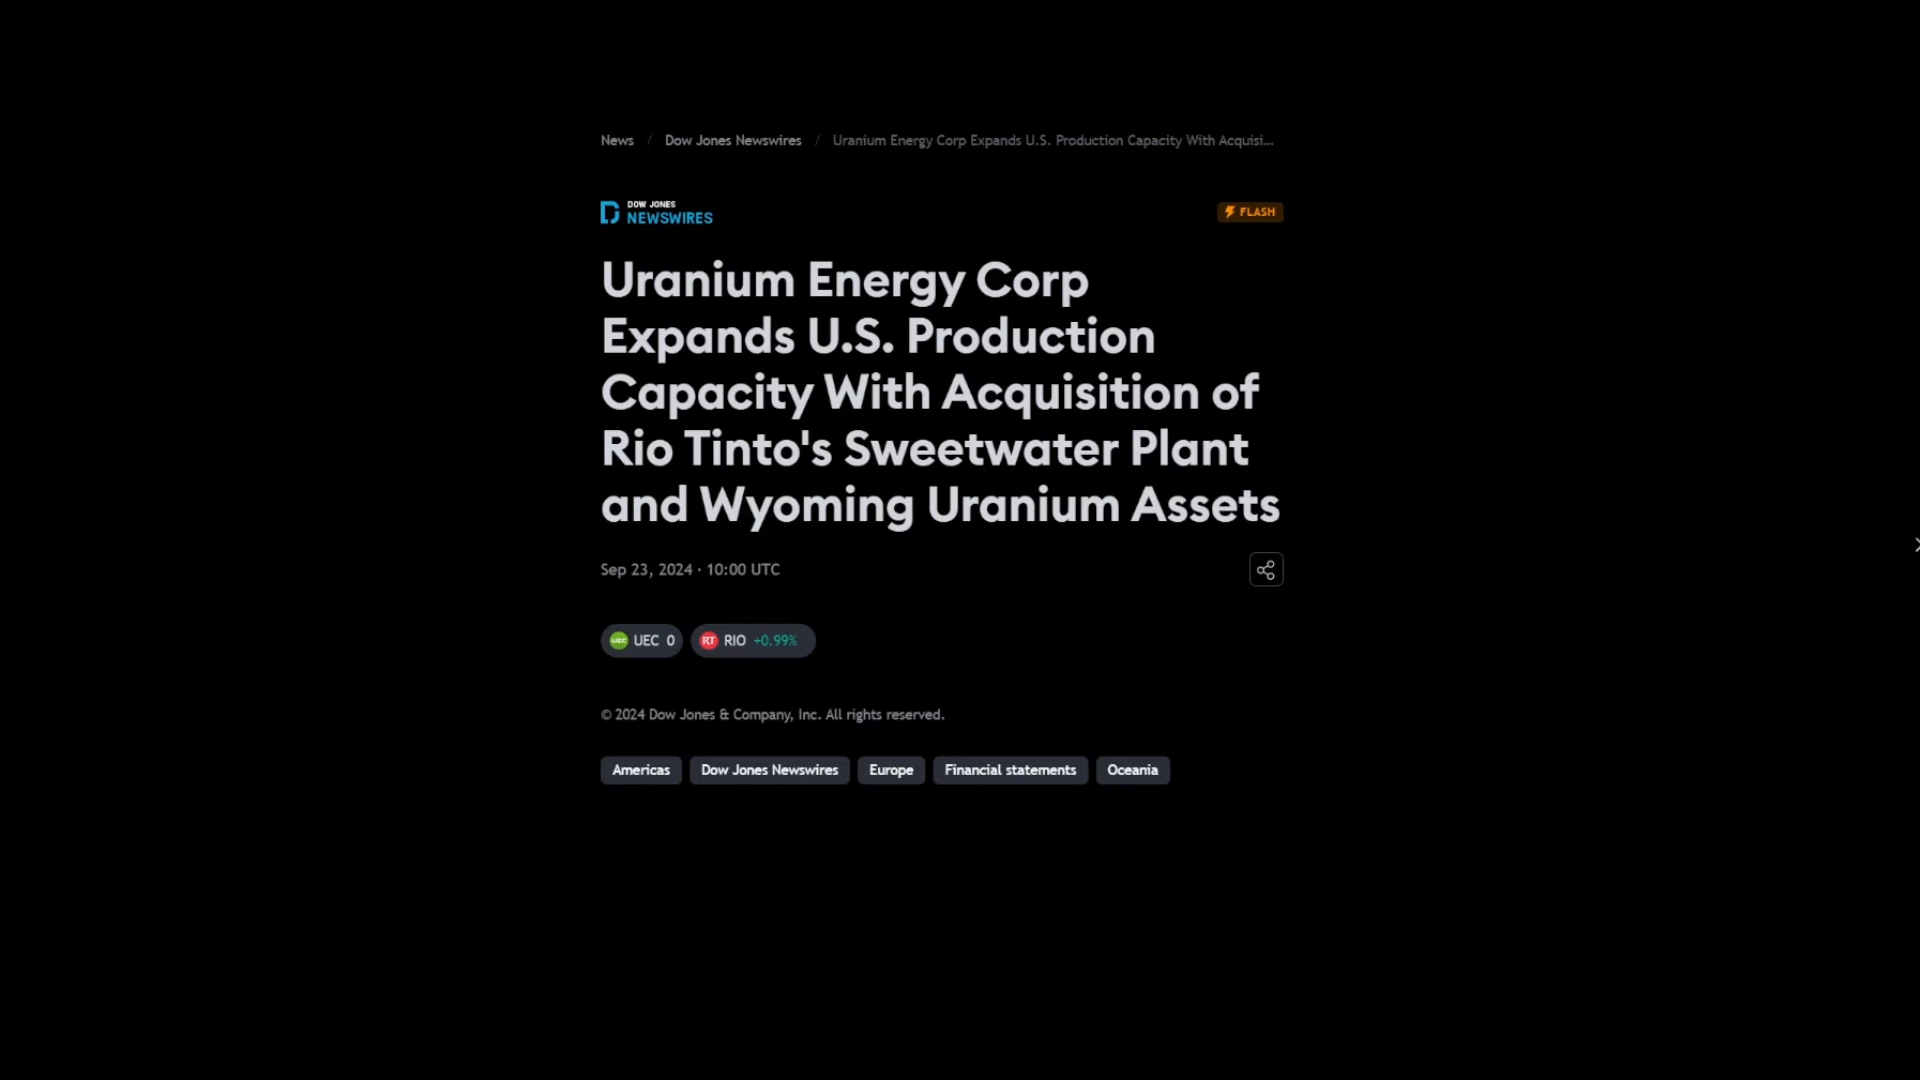 News / Dow Jones Newswires / Uranium Energy Corp Expands U.S. Production Capacity With Acquisi...
DOW JONES
NEWSWIRES
FLASH
Uranium Energy Corp
Expands U.S. Production
Capacity With Acquisition of
Rio Tinto's Sweetwater Plant
and Wyoming Uranium Assets
Sep 23, 2024 · 10:00 UTC
UEC UEC 0 RT RIO +0.99%
© 2024 Dow Jones & Company, Inc. All rights reserved.
Americas Dow Jones Newswires Europe Financial statements Oceania